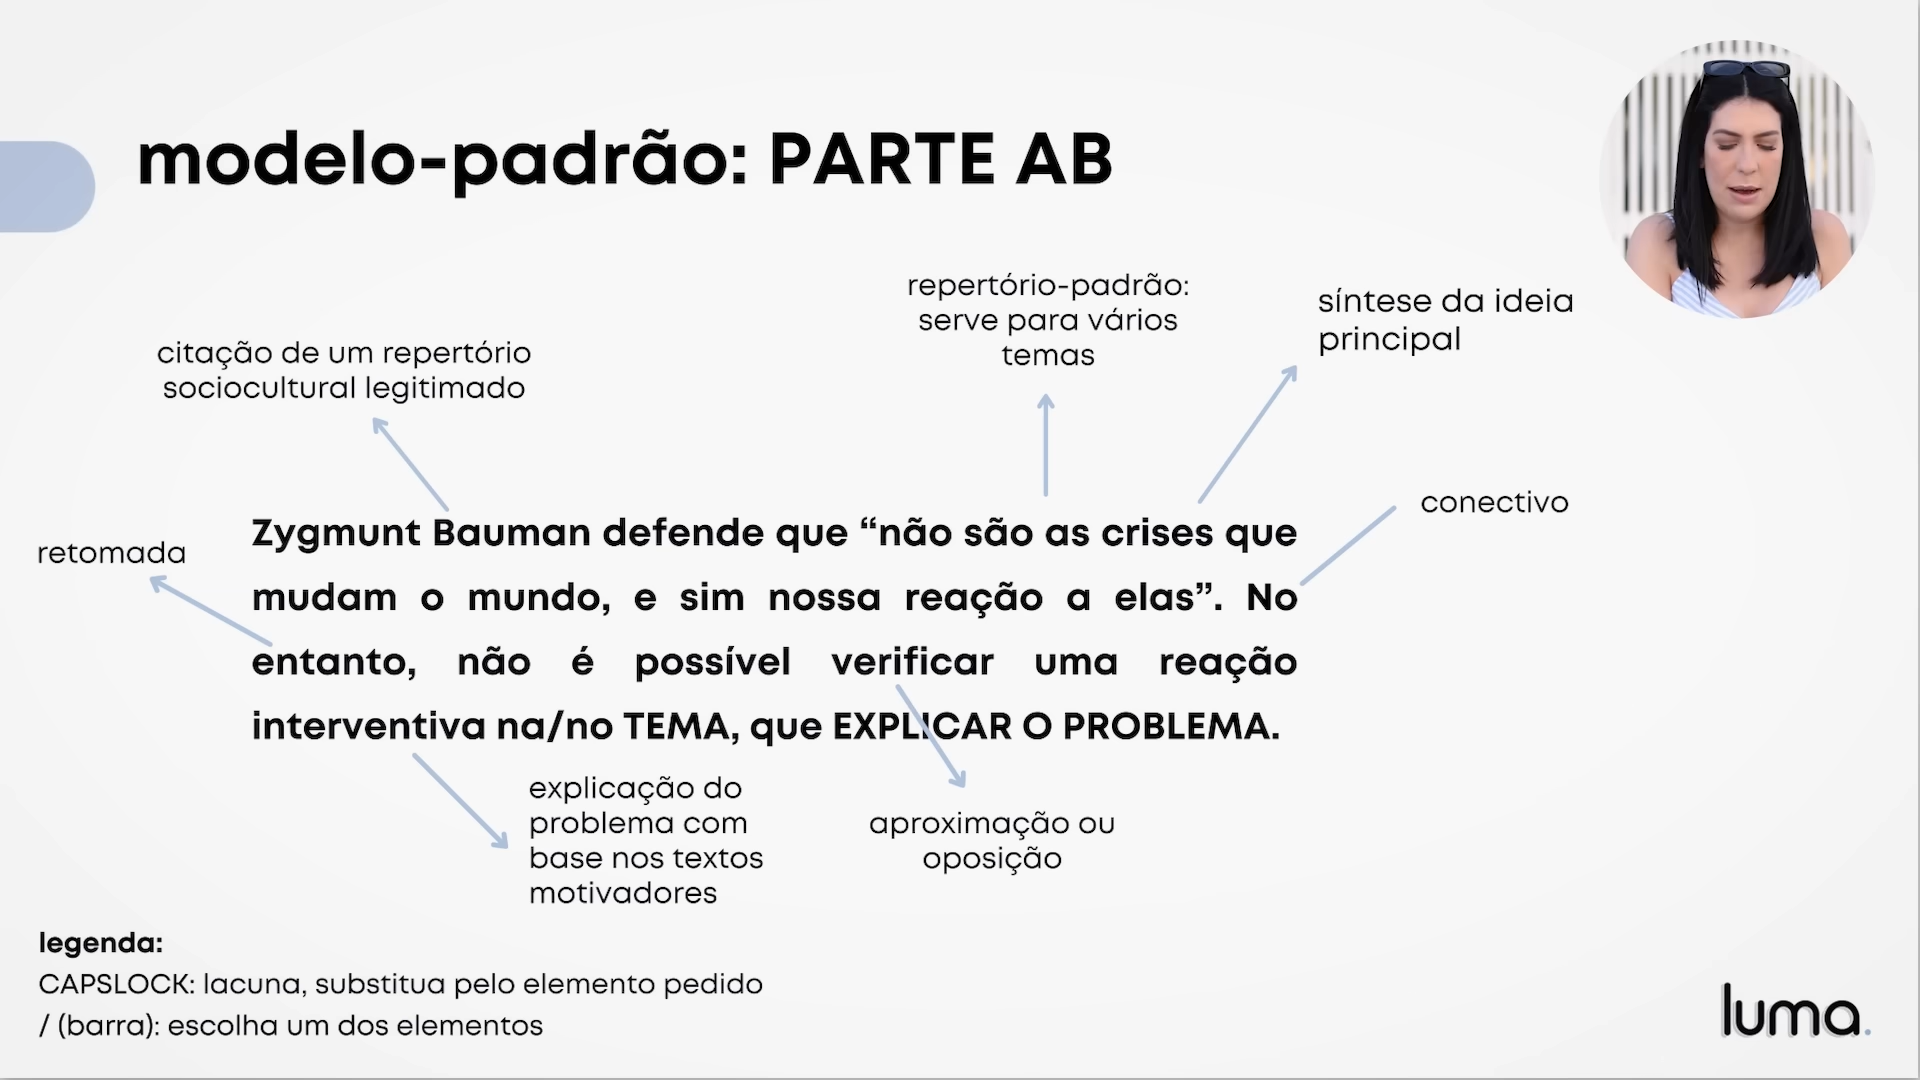 modelo-padrão: PARTE AB
repertório-padrão:
serve para vários
temas
síntese da ideia
principal
citação de um repertório
sociocultural legitimado
conectivo
retomada
Zygmunt Bauman defende que “não são as crises que
mudam o mundo, e sim nossa reação a elas”. No
entanto, não é possível verificar uma reação
interventiva na/no TEMA, que EXPLICAR O PROBLEMA.
explicação do
problema com
base nos textos
motivadores
aproximação ou
oposição
legenda:
CAPSLOCK: lacuna, substitua pelo elemento pedido
/ (barra): escolha um dos elementos
luma.